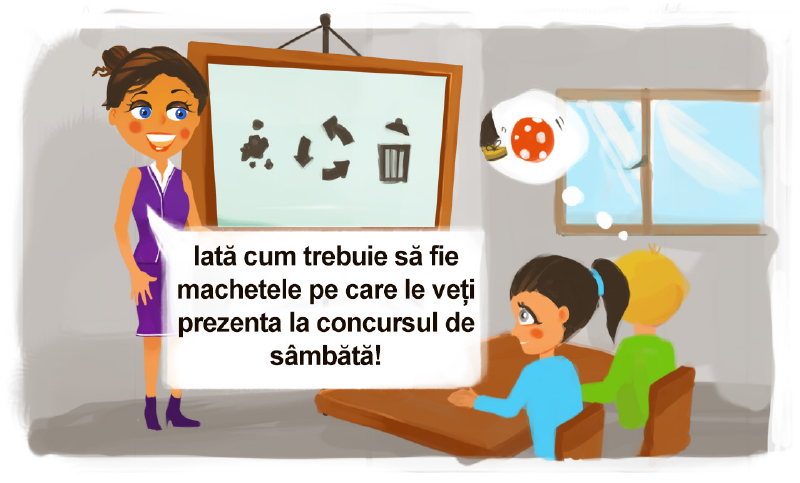 Iată cum trebuie să fie
machetele pe care le veți
prezenta la concursul de
sâmbătă!